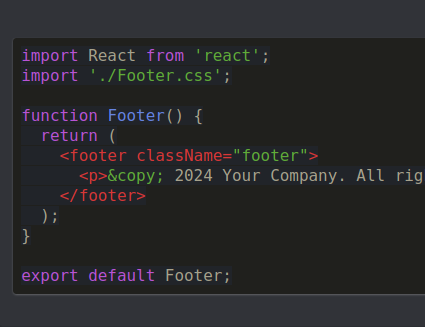 import React from 'react';
import './Footer.css';
function Footer() {
return (
<footer className="footer">
<p>&copy; 2024 Your Company. All
</footer>
);
}
export default Footer;